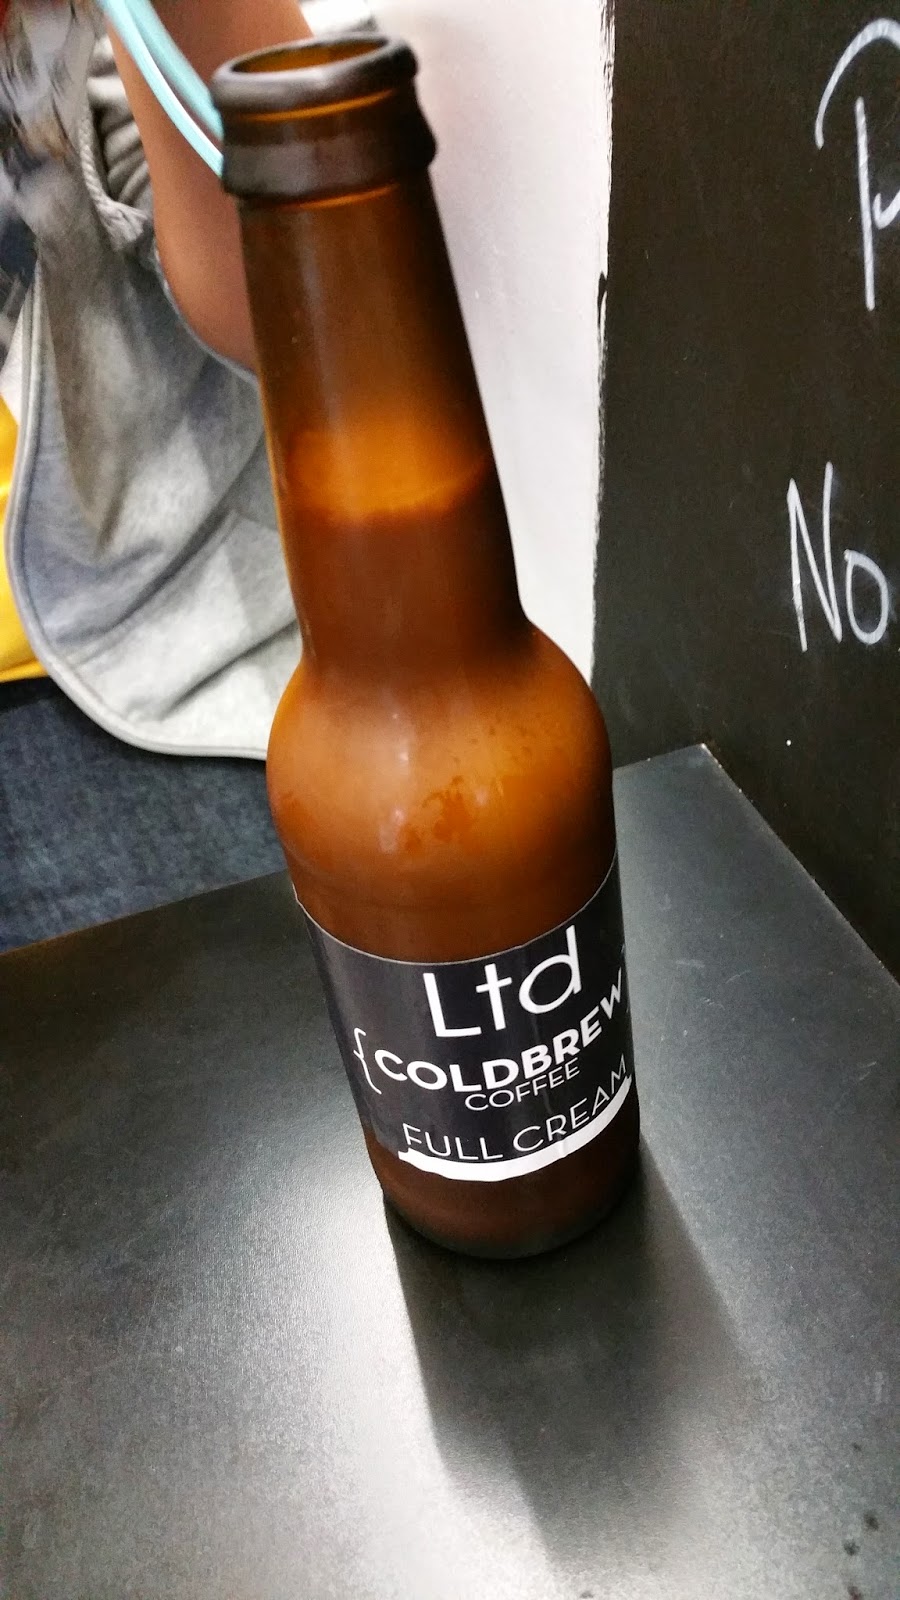 Ltd
{COLDBREW
COFFEE
FULL CREAM
No